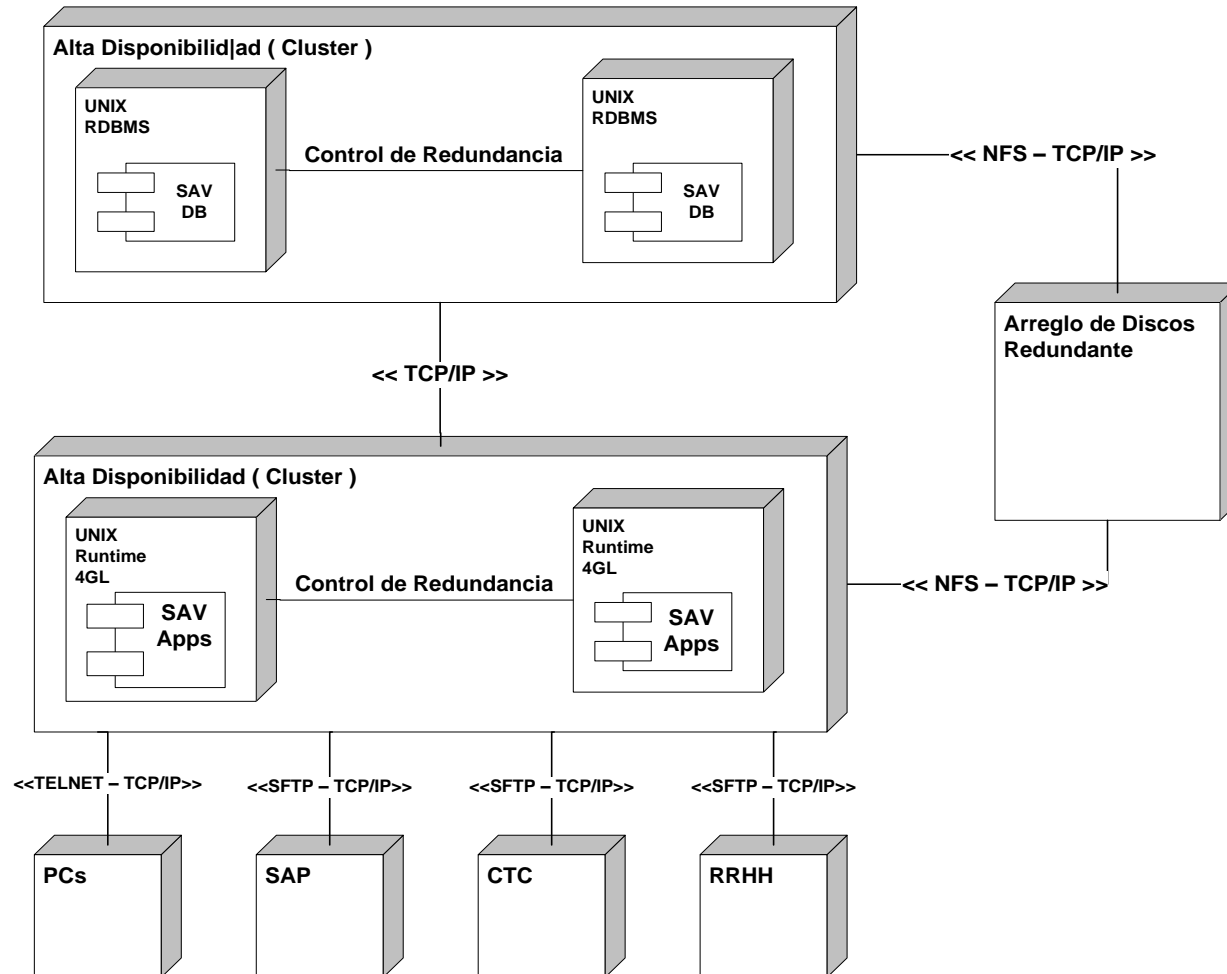 Alta Disponibilid|ad ( Cluster )
UNIX
RDBMS
SAV
DB
Control de Redundancia
UNIX
RDBMS
SAV
DB
<< NFS – TCP/IP >>
Arreglo de Discos
Redundante
<< TCP/IP >>
Alta Disponibilidad ( Cluster )
UNIX
Runtime
4GL
SAV
Apps
Control de Redundancia
UNIX
Runtime
4GL
SAV
Apps
<< NFS – TCP/IP >>
<<TELNET – TCP/IP>>
<<SFTP – TCP/IP>>
<<SFTP – TCP/IP>>
<<SFTP – TCP/IP>>
PCs
SAP
CTC
RRHH